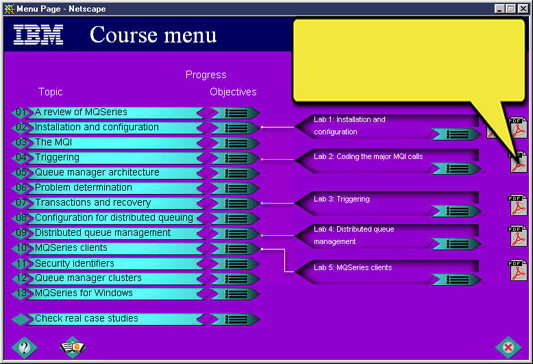 Menu Page - Netscape
IBM Course menu
Progress
Topic Objectives
01 A review of MQSeries
02 Installation and configuration
03 The MQI
04 Triggering
05 Queue manager architecture
06 Problem determination
07 Transactions and recovery
08 Configuration for distributed queuing
09 Distributed queue management
10 MQSeries clients
11 Security identifiers
12 Queue manager clusters
13 MQSeries for Windows
Check real case studies
Lab 1: Installation and
configuration
Lab 2: Coding the major MQI calls
Lab 3: Triggering
Lab 4: Distributed queue
management
Lab 5: MQSeries clients
PDF
PDF
PDF
PDF
PDF
?